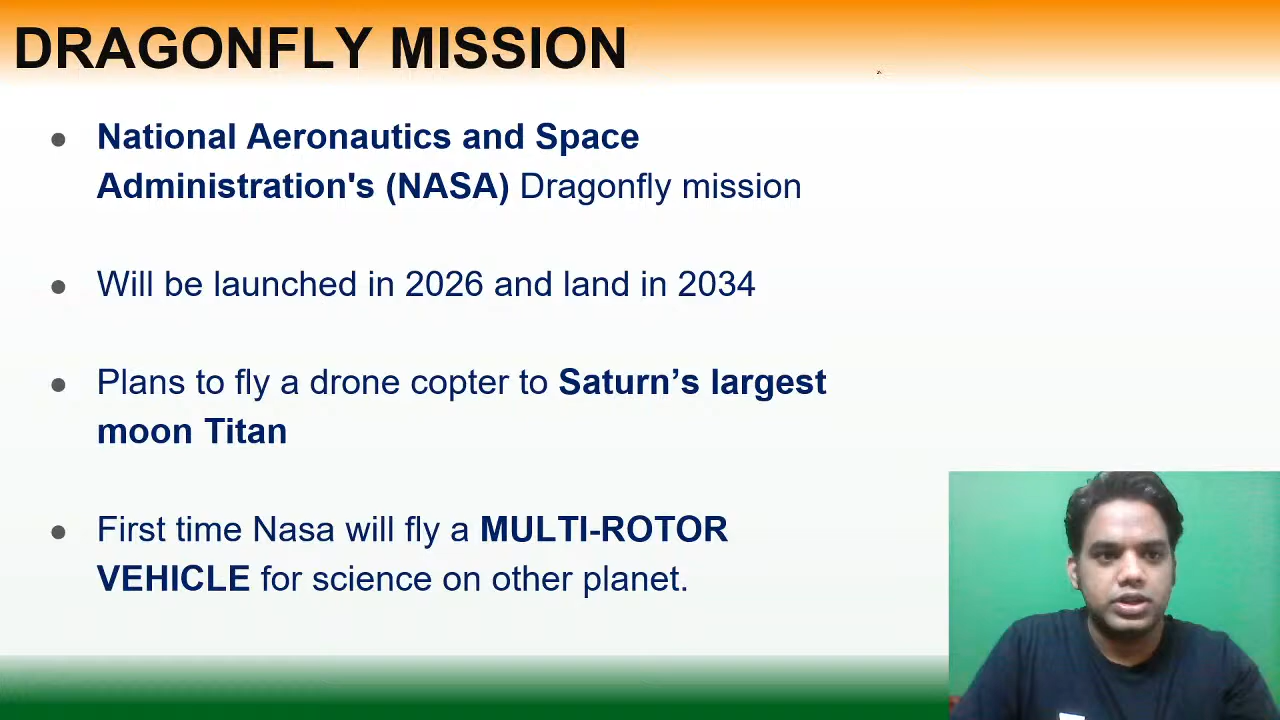 DRAGONFLY MISSION
● National Aeronautics and Space
Administration's (NASA) Dragonfly mission
● Will be launched in 2026 and land in 2034
● Plans to fly a drone copter to Saturn’s largest
moon Titan
● First time Nasa will fly a MULTI-ROTOR
VEHICLE for science on other planet.